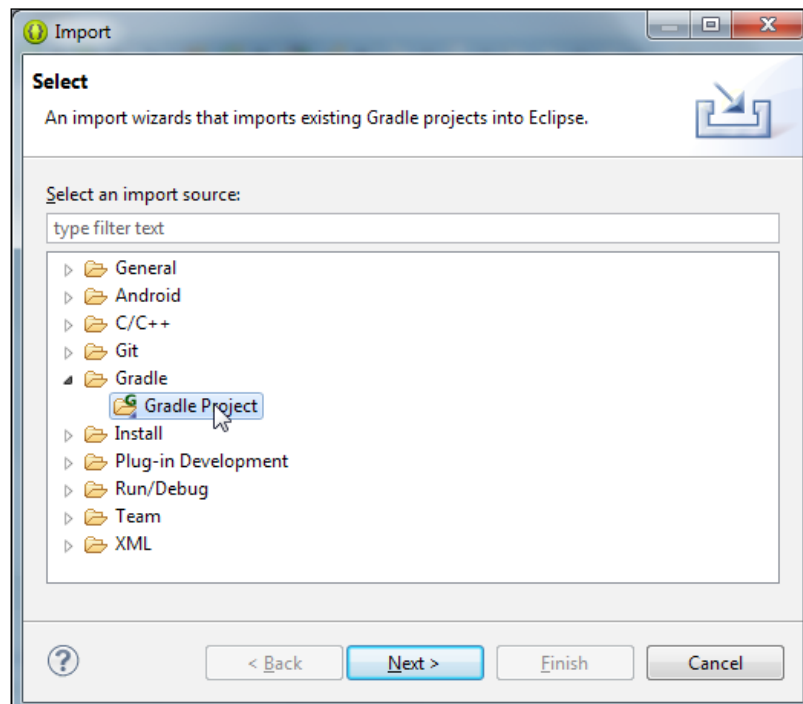 Import
Select
An import wizards that imports existing Gradle projects into Eclipse.
Select an import source:
type filter text
General
Android
C/C++
Git
Gradle
Gradle Project
Install
Plug-in Development
Run/Debug
Team
XML
< Back Next > Finish Cancel